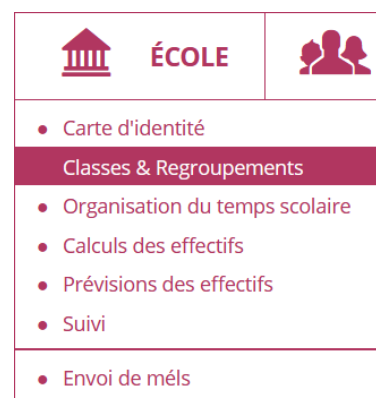 ÉCOLE
Carte d'identité
Classes & Regroupements
Organisation du temps scolaire
Calculs des effectifs
Prévisions des effectifs
Suivi
Envoi de méls